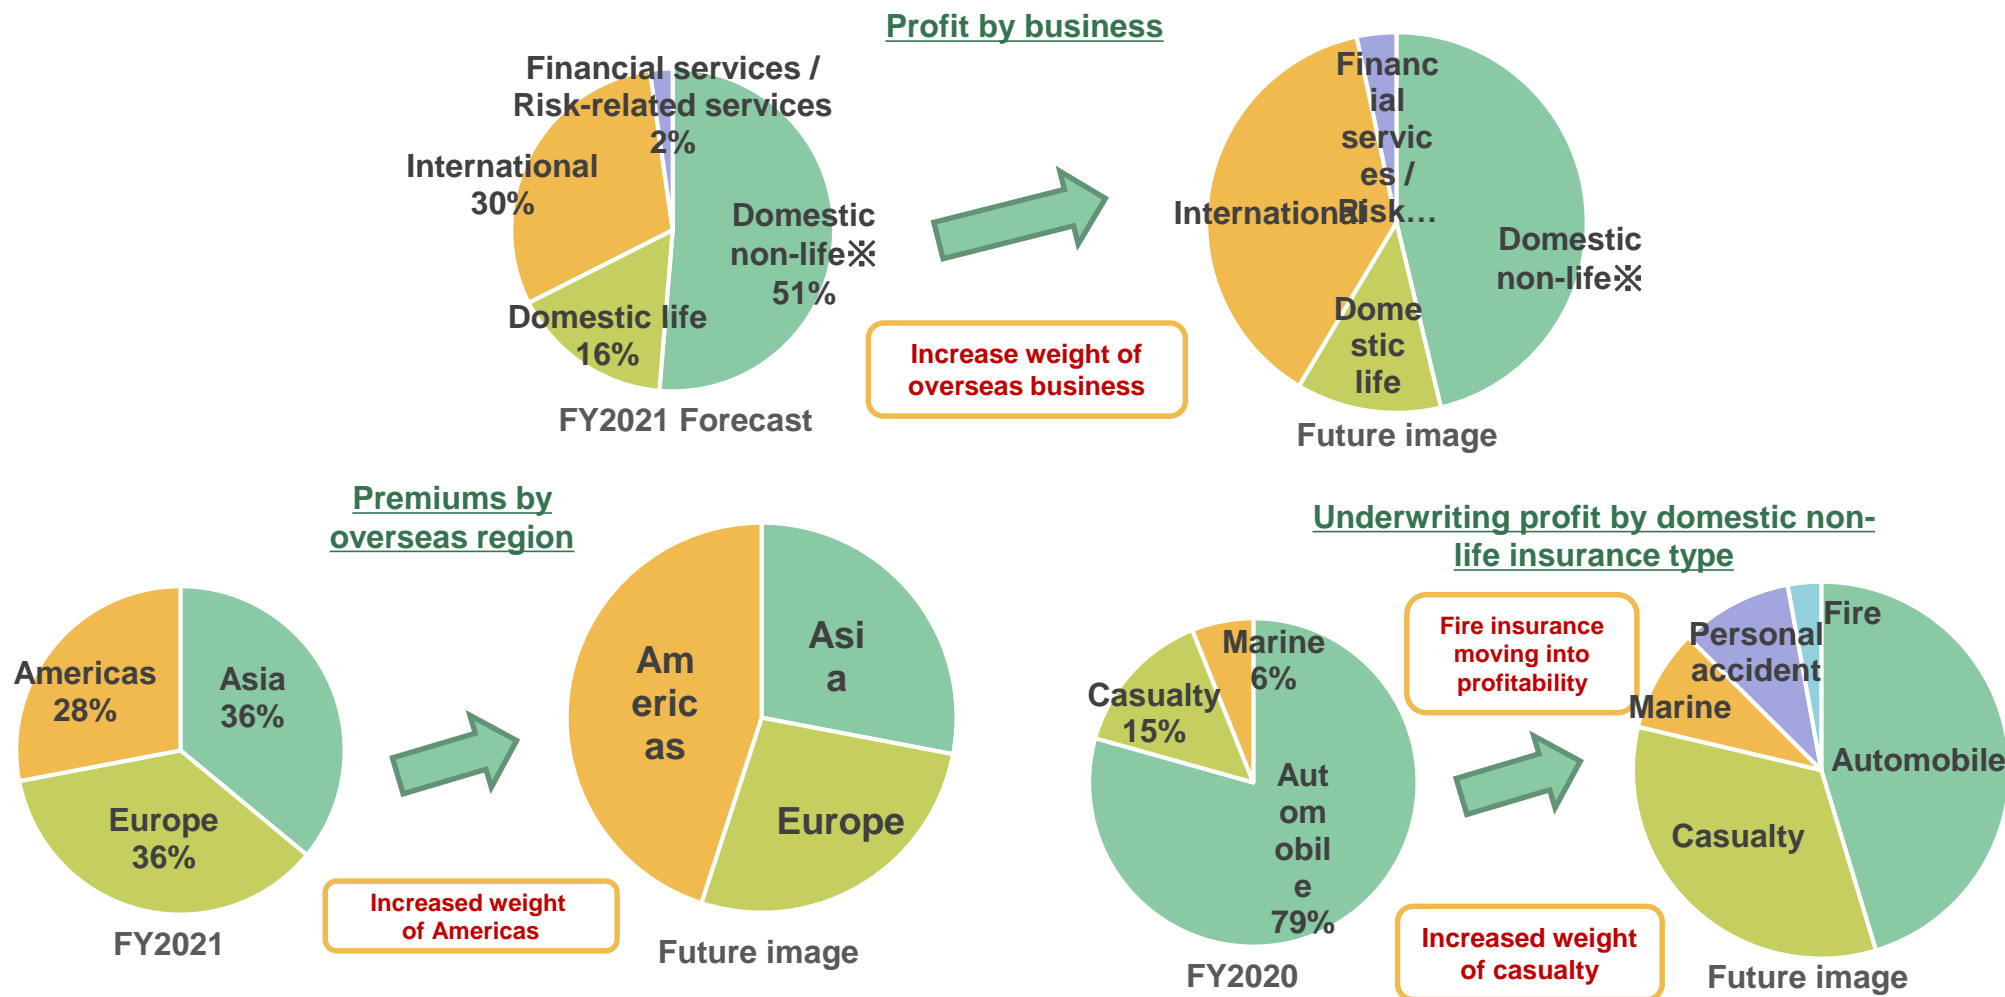 Profit by business
Financial services /
Risk-related services
2%
International
30%
Domestic
non-life※
51%
Domestic life
16%
FY2021 Forecast
Increase weight of
overseas business
Financ
ial
servic
es /
Risk…
International
Domestic
non-life※
Dome
stic
life
Future image
Premiums by
overseas region
Americas
28%
Asia
36%
Europe
36%
FY2021
Increased weight
of Americas
Am
eric
as
Asi
a
Europe
Future image
Underwriting profit by domestic non-
life insurance type
Marine
6%
Casualty
15%
Aut
om
obil
e
79%
FY2020
Fire insurance
moving into
profitability
Increased weight
of casualty
Fire
Personal
accident
Marine
Automobile
Casualty
Future image